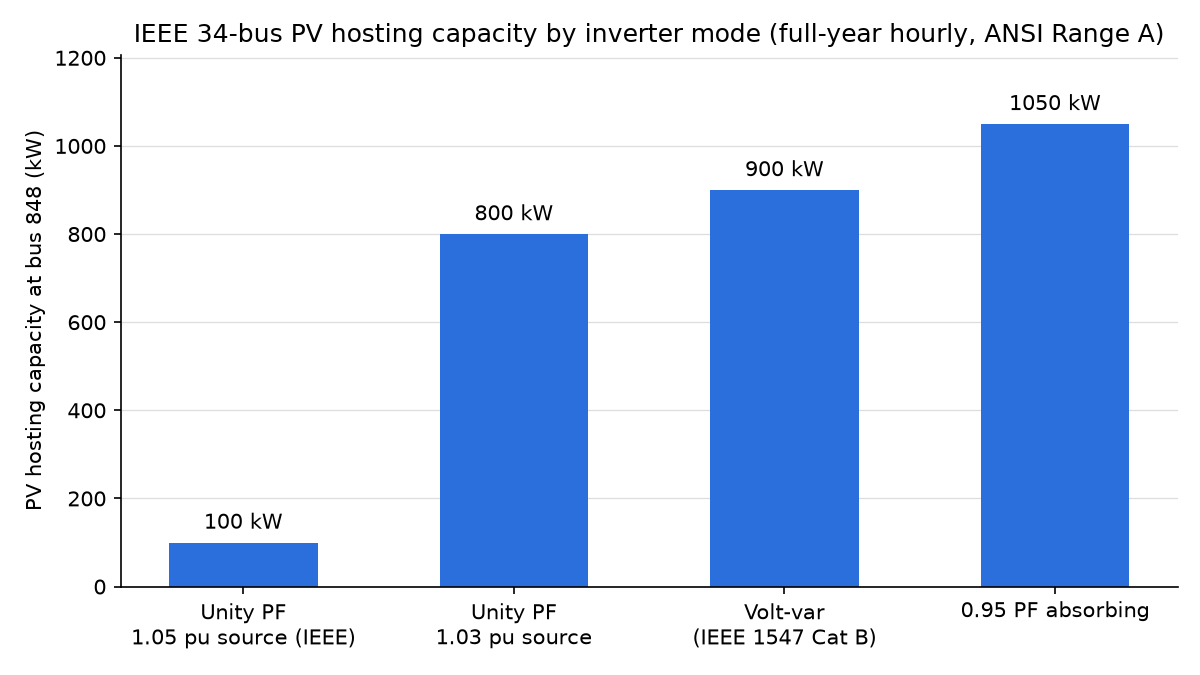 IEEE 34-bus PV hosting capacity by inverter mode (full-year hourly, ANSI Range A)
PV hosting capacity at bus 848 (kW)
1200
1000
800
600
400
200
0
100 kW
800 kW
900 kW
1050 kW
Unity PF
1.05 pu source (IEEE)
Unity PF
1.03 pu source
Volt-var
(IEEE 1547 Cat B)
0.95 PF absorbing